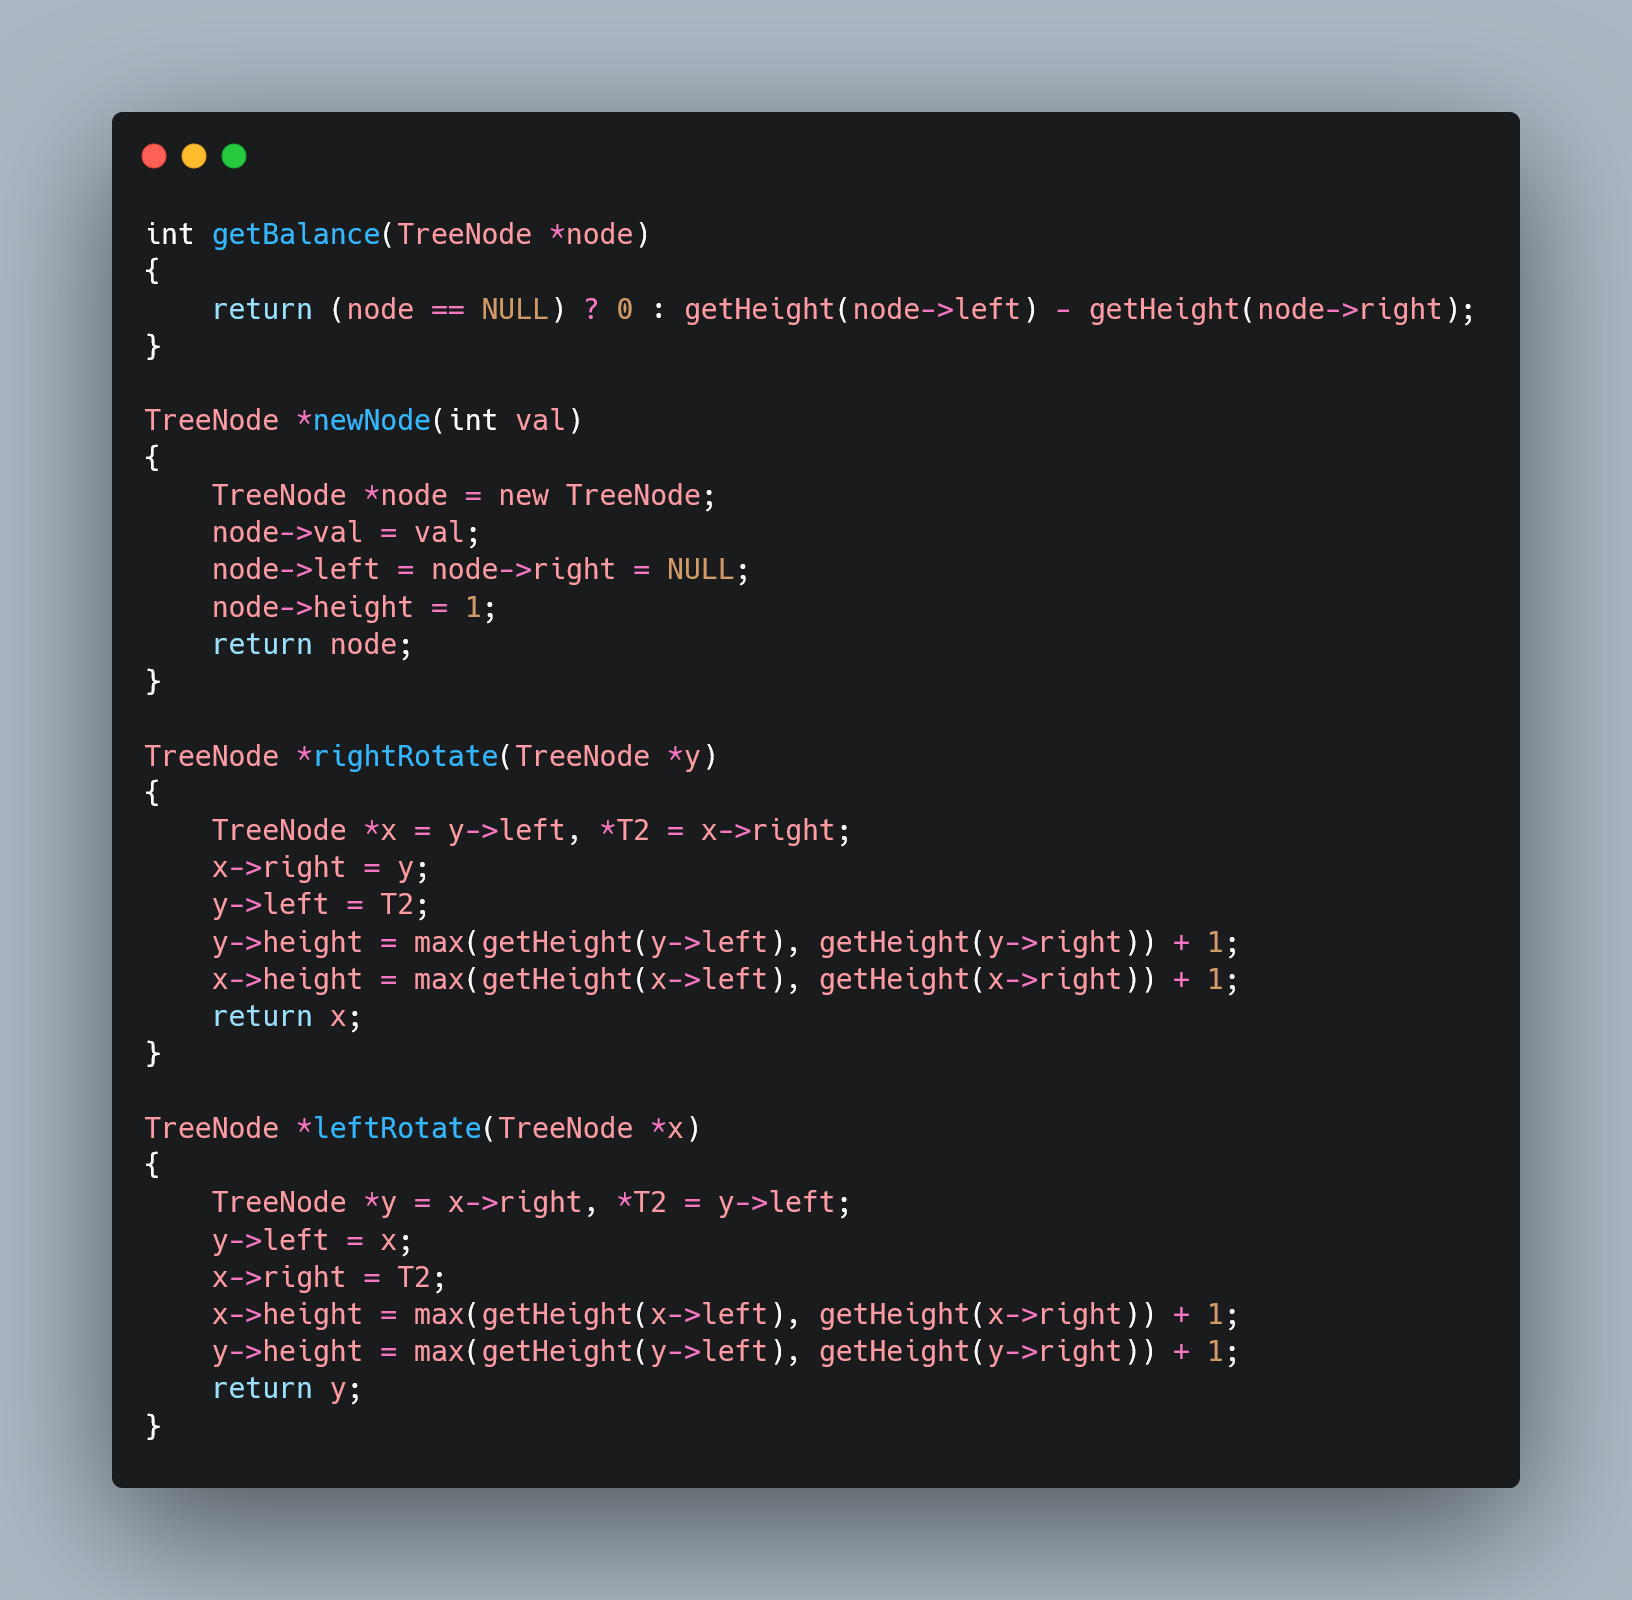 int getBalance(TreeNode *node)
{
    return (node == NULL) ? 0 : getHeight(node->left) - getHeight(node->right);
}

TreeNode *newNode(int val)
{
    TreeNode *node = new TreeNode;
    node->val = val;
    node->left = node->right = NULL;
    node->height = 1;
    return node;
}

TreeNode *rightRotate(TreeNode *y)
{
    TreeNode *x = y->left, *T2 = x->right;
    x->right = y;
    y->left = T2;
    y->height = max(getHeight(y->left), getHeight(y->right)) + 1;
    x->height = max(getHeight(x->left), getHeight(x->right)) + 1;
    return x;
}

TreeNode *leftRotate(TreeNode *x)
{
    TreeNode *y = x->right, *T2 = y->left;
    y->left = x;
    x->right = T2;
    x->height = max(getHeight(x->left), getHeight(x->right)) + 1;
    y->height = max(getHeight(y->left), getHeight(y->right)) + 1;
    return y;
}